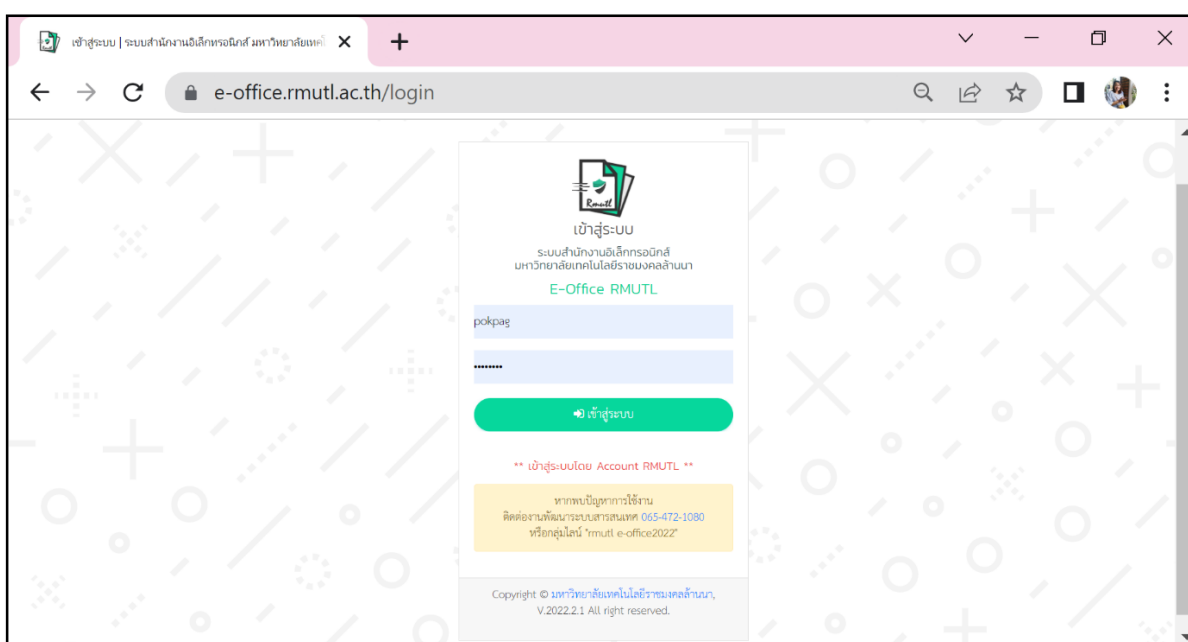 เข้าสู่ระบบ | ระบบสำนักงานอิเล็กทรอนิกส์ มหาวิทยาลัยเทคโ
e-office.rmutl.ac.th/login
Rmutl
เข้าสู่ระบบ
ระบบสำนักงานอิเล็กทรอนิกส์
มหาวิทยาลัยเทคโนโลยีราชมงคลล้านนา
E-Office RMUTL
pokpag
••••••••
เข้าสู่ระบบ
** เข้าสู่ระบบโดย Account RMUTL **
หากพบปัญหาการใช้งาน
ติดต่องานพัฒนาระบบสารสนเทศ 065-472-1080
หรือกลุ่มไลน์ "rmutl e-office2022"
Copyright © มหาวิทยาลัยเทคโนโลยีราชมงคลล้านนา,
V.2022.2.1 All right reserved.